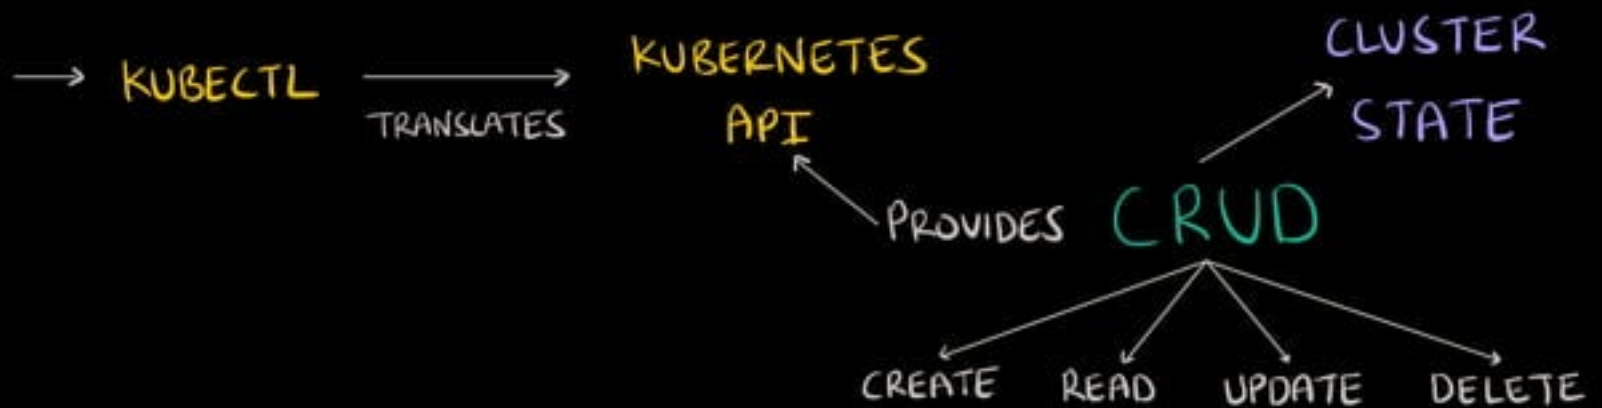 KUBECTL
TRANSLATES
KUBERNETES
API
PROVIDES CRUD
CLUSTER
STATE
CREATE READ UPDATE DELETE